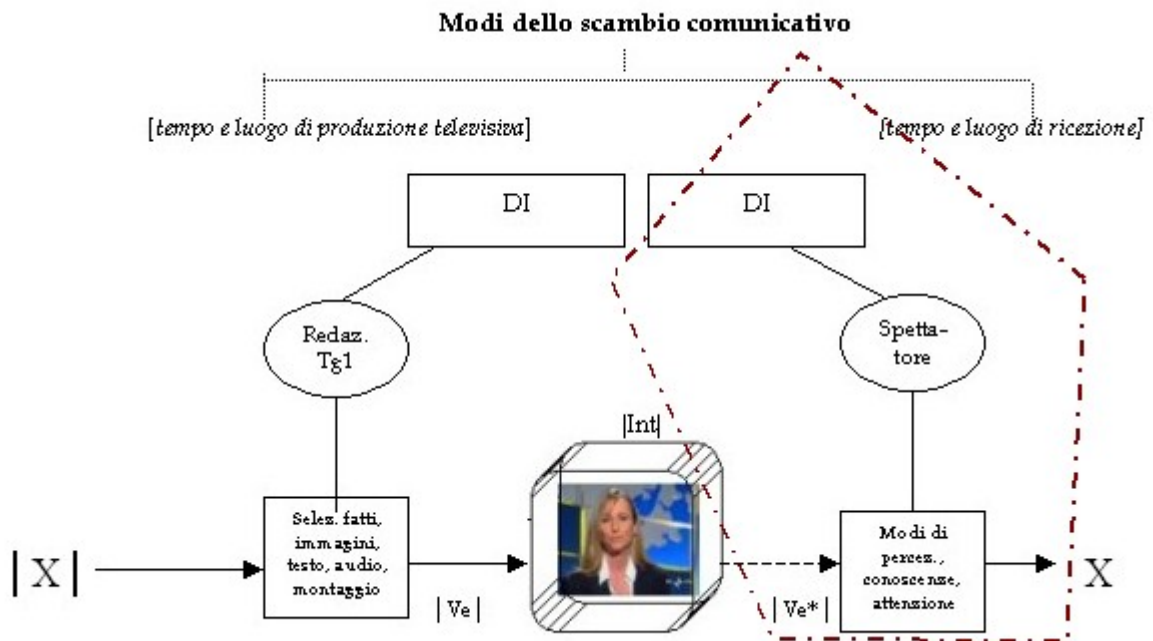 Modi dello scambio comunicativo
[tempo e luogo di produzione televisiva]
[tempo e luogo di ricezione]
DI
DI
Redaz.
Tg1
Spetta-
tore
|Int|
Selez. fatti,
immagini,
testo, audio,
montaggio
Modi di
percez.,
conoscenze,
attenzione
|X|
X
|Ve|
|Ve*|